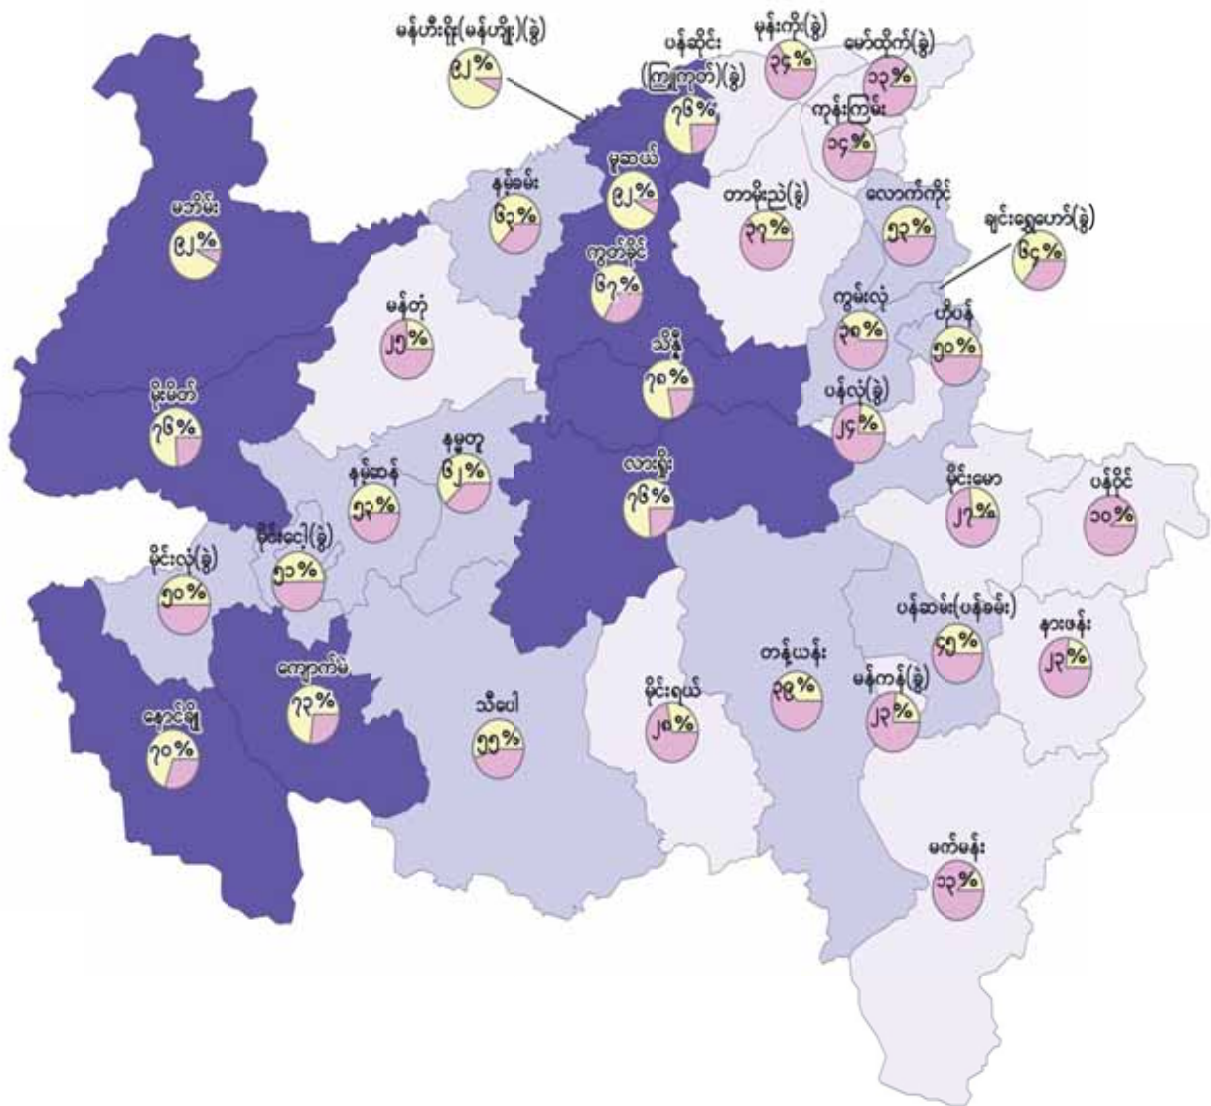 မန်ဟီးရိုး(မန်ဟျိုး)(ခွဲ)
၉၂%
ပန်ဆိုင်း
(ကြူကုတ်)(ခွဲ)
၇၆%
မုန်းကိုး(ခွဲ)
၃၄%
မော်ထိုက်(ခွဲ)
၁၃%
ကုန်းကြမ်း
၁၄%
မဘိမ်း
၉၂%
နမ့်ခမ်း
၆၃%
မူဆယ်
၉၂%
တာမိုးညဲ(ခွဲ)
၃၇%
လောက်ကိုင်
၅၃%
ချင်းရွှေဟော်(ခွဲ)
၆၄%
ကွတ်ခိုင်
၆၇%
မန်တုံ
၂၅%
ကွမ်းလုံ
၃၈%
ဟိုပန်
၅၀%
သိန္နီ
၇၈%
မိုးမိတ်
၇၆%
ပန်လုံ(ခွဲ)
၂၄%
နမ္မတူ
၆၂%
လားရှိုး
၇၆%
နမ့်ဆန်
၅၃%
မိုင်းမော
၂၇%
ပန်ဝိုင်
၁၀%
မိုင်းငေါ့(ခွဲ)
၅၁%
မိုင်းလုံ(ခွဲ)
၅၀%
ပန်ဆမ်း(ပန်ခမ်း)
၄၅%
နားဖန်း
၂၃%
တန့်ယန်း
၃၉%
မန်ကန်(ခွဲ)
၂၃%
ကျောက်မဲ
၇၃%
မိုင်းရယ်
၂၈%
သီပေါ
၅၅%
နောင်ချို
၇၀%
မက်မန်း
၁၃%